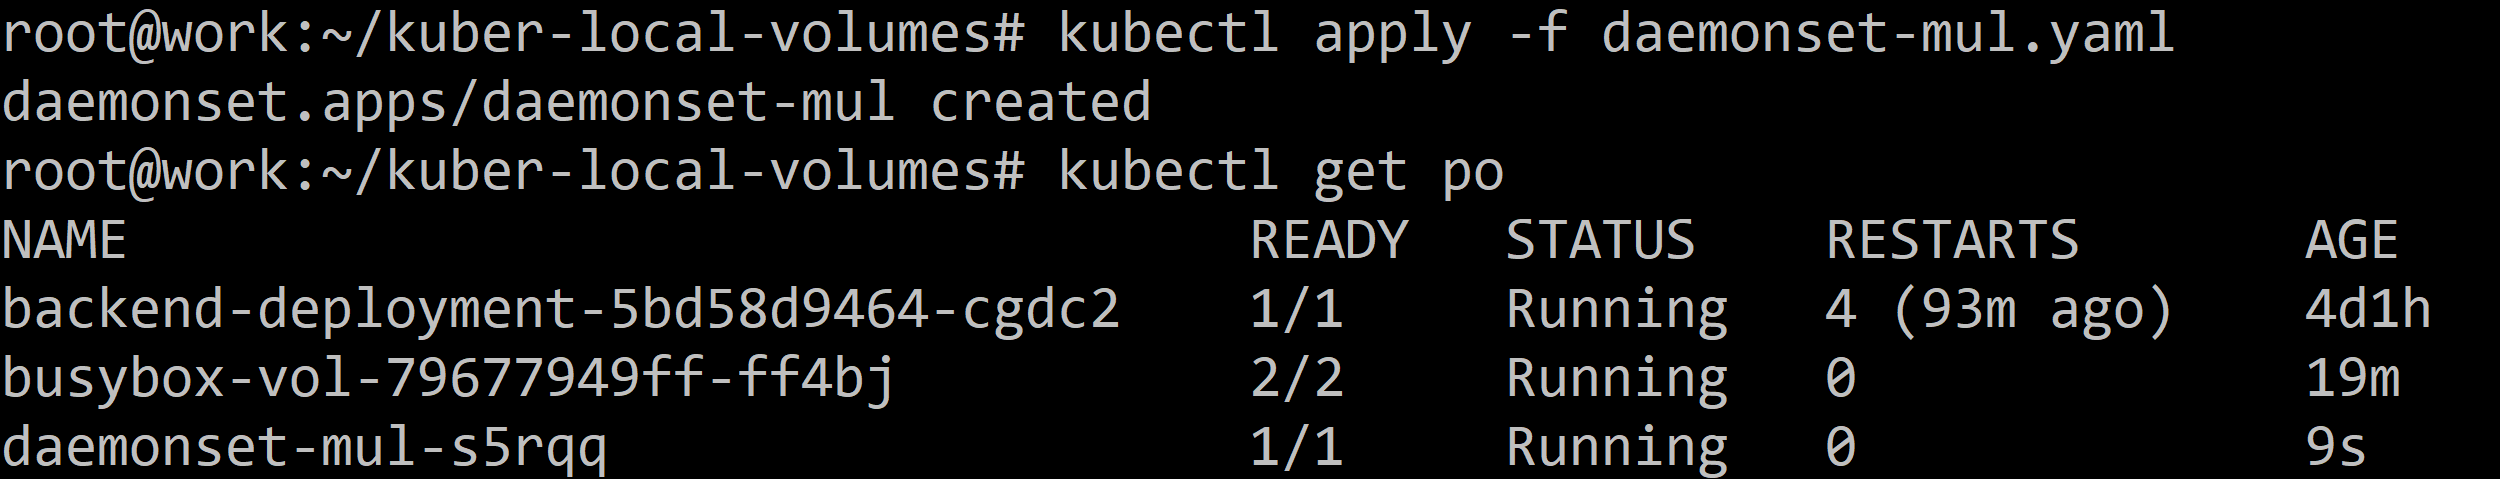 root@work:~/kuber-local-volumes# kubectl apply -f daemonset-mul.yaml
daemonset.apps/daemonset-mul created
root@work:~/kuber-local-volumes# kubectl get po
NAME READY STATUS RESTARTS AGE
backend-deployment-5bd58d9464-cgdc2 1/1 Running 4 (93m ago) 4d1h
busybox-vol-79677949ff-ff4bj 2/2 Running 0 19m
daemonset-mul-s5rqq 1/1 Running 0 9s